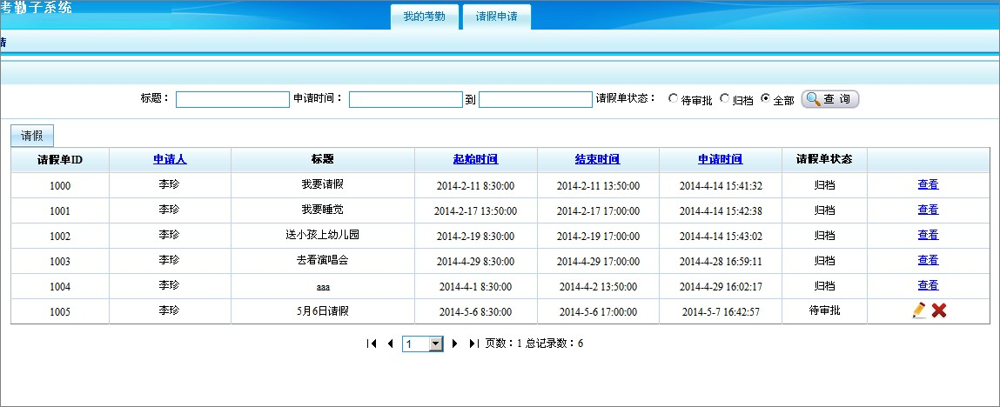 考勤子系统
我的考勤 请假申请
请
标题： 申请时间： 到 请假单状态： 待审批 归档 全部 查 询
请假
请假单ID 申请人 标题 起始时间 结束时间 申请时间 请假单状态
1000 李珍 我要请假 2014-2-11 8:30:00 2014-2-11 13:50:00 2014-4-14 15:41:32 归档 查看
1001 李珍 我要睡觉 2014-2-17 13:50:00 2014-2-17 17:00:00 2014-4-14 15:42:38 归档 查看
1002 李珍 送小孩上幼儿园 2014-2-19 8:30:00 2014-2-19 17:00:00 2014-4-14 15:43:02 归档 查看
1003 李珍 去看演唱会 2014-4-29 8:30:00 2014-4-29 17:00:00 2014-4-28 16:59:11 归档 查看
1004 李珍 aaa 2014-4-1 8:30:00 2014-4-2 13:50:00 2014-4-29 16:02:17 归档 查看
1005 李珍 5月6日请假 2014-5-6 8:30:00 2014-5-6 17:00:00 2014-5-7 16:42:57 待审批
1 页数：1 总记录数：6